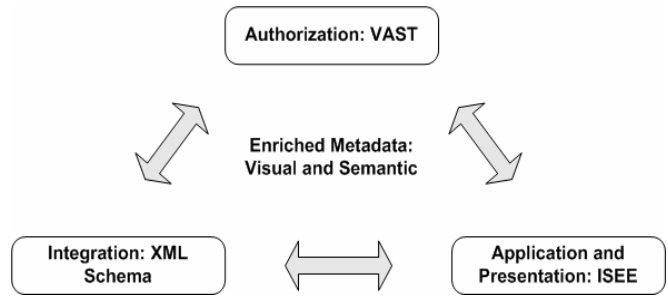 Authorization: VAST
Enriched Metadata:
Visual and Semantic
Integration: XML
Schema
Application and
Presentation: ISEE